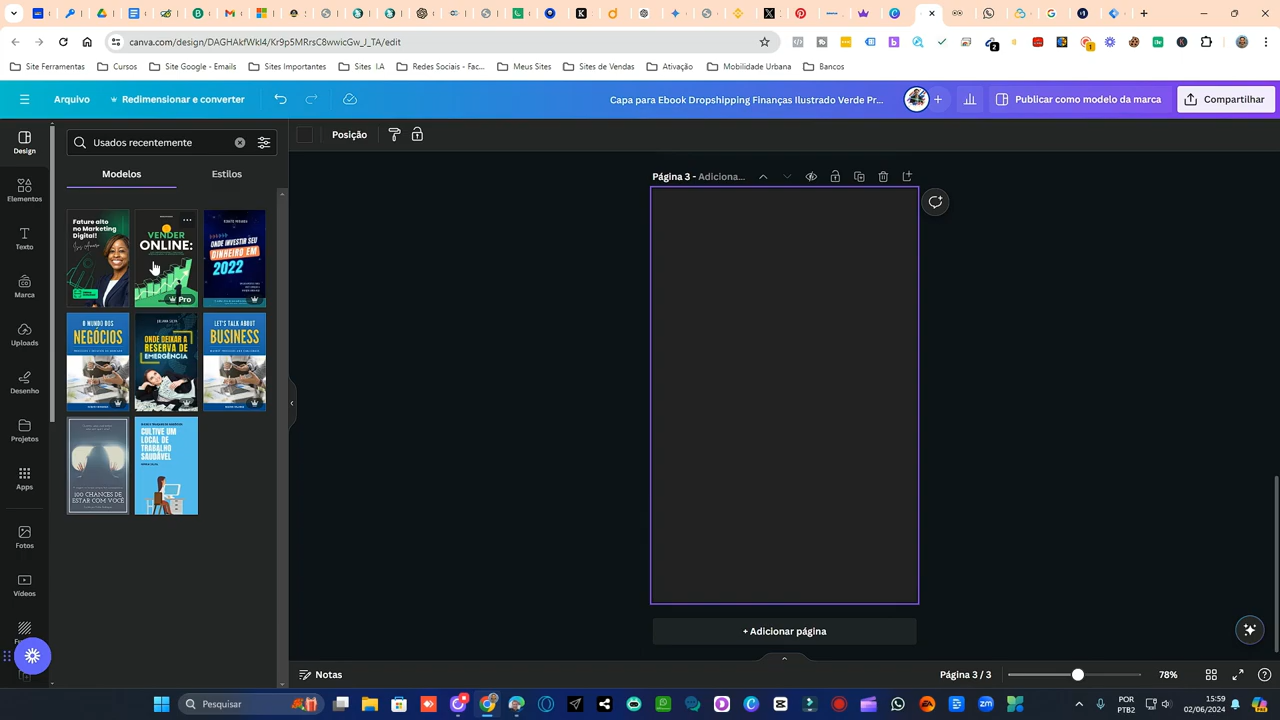 canva.com/design/DAGHAkfWkl4/Kr9p5MRrsC8wwicGw_J_TA/edit
Site Ferramentas
Cursos
Site Google - Emails
Sites Importantes
Sites I.A
Redes Sociais - Fac...
Meus Sites
Sites de Vendas
Ativação
Mobilidade Urbana
Bancos
Arquivo
Redimensionar e converter
Capa para Ebook Dropshipping Finanças Ilustrado Verde Pr...
Publicar como modelo da marca
Compartilhar
Design
Elementos
Texto
Marca
Uploads
Desenho
Projetos
Apps
Fotos
Vídeos
Usados recentemente
Modelos
Estilos
Fature alto
no Marketing
Digital!
VENDER
ONLINE:
Pro
ONDE INVESTIR SEU
DINHEIRO EM
2022
O MUNDO DOS
NEGÓCIOS
ONDE DEIXAR A
RESERVA DE
EMERGÊNCIA
LET'S TALK ABOUT
BUSINESS
100 CHANCES DE
ESTAR COM VOCÊ
CULTIVE UM
LOCAL DE
TRABALHO
SAUDÁVEL
Posição
Página 3 - Adiciona...
+ Adicionar página
Notas
Página 3 / 3
78%
Pesquisar
POR
PTB2
15:59
02/06/2024